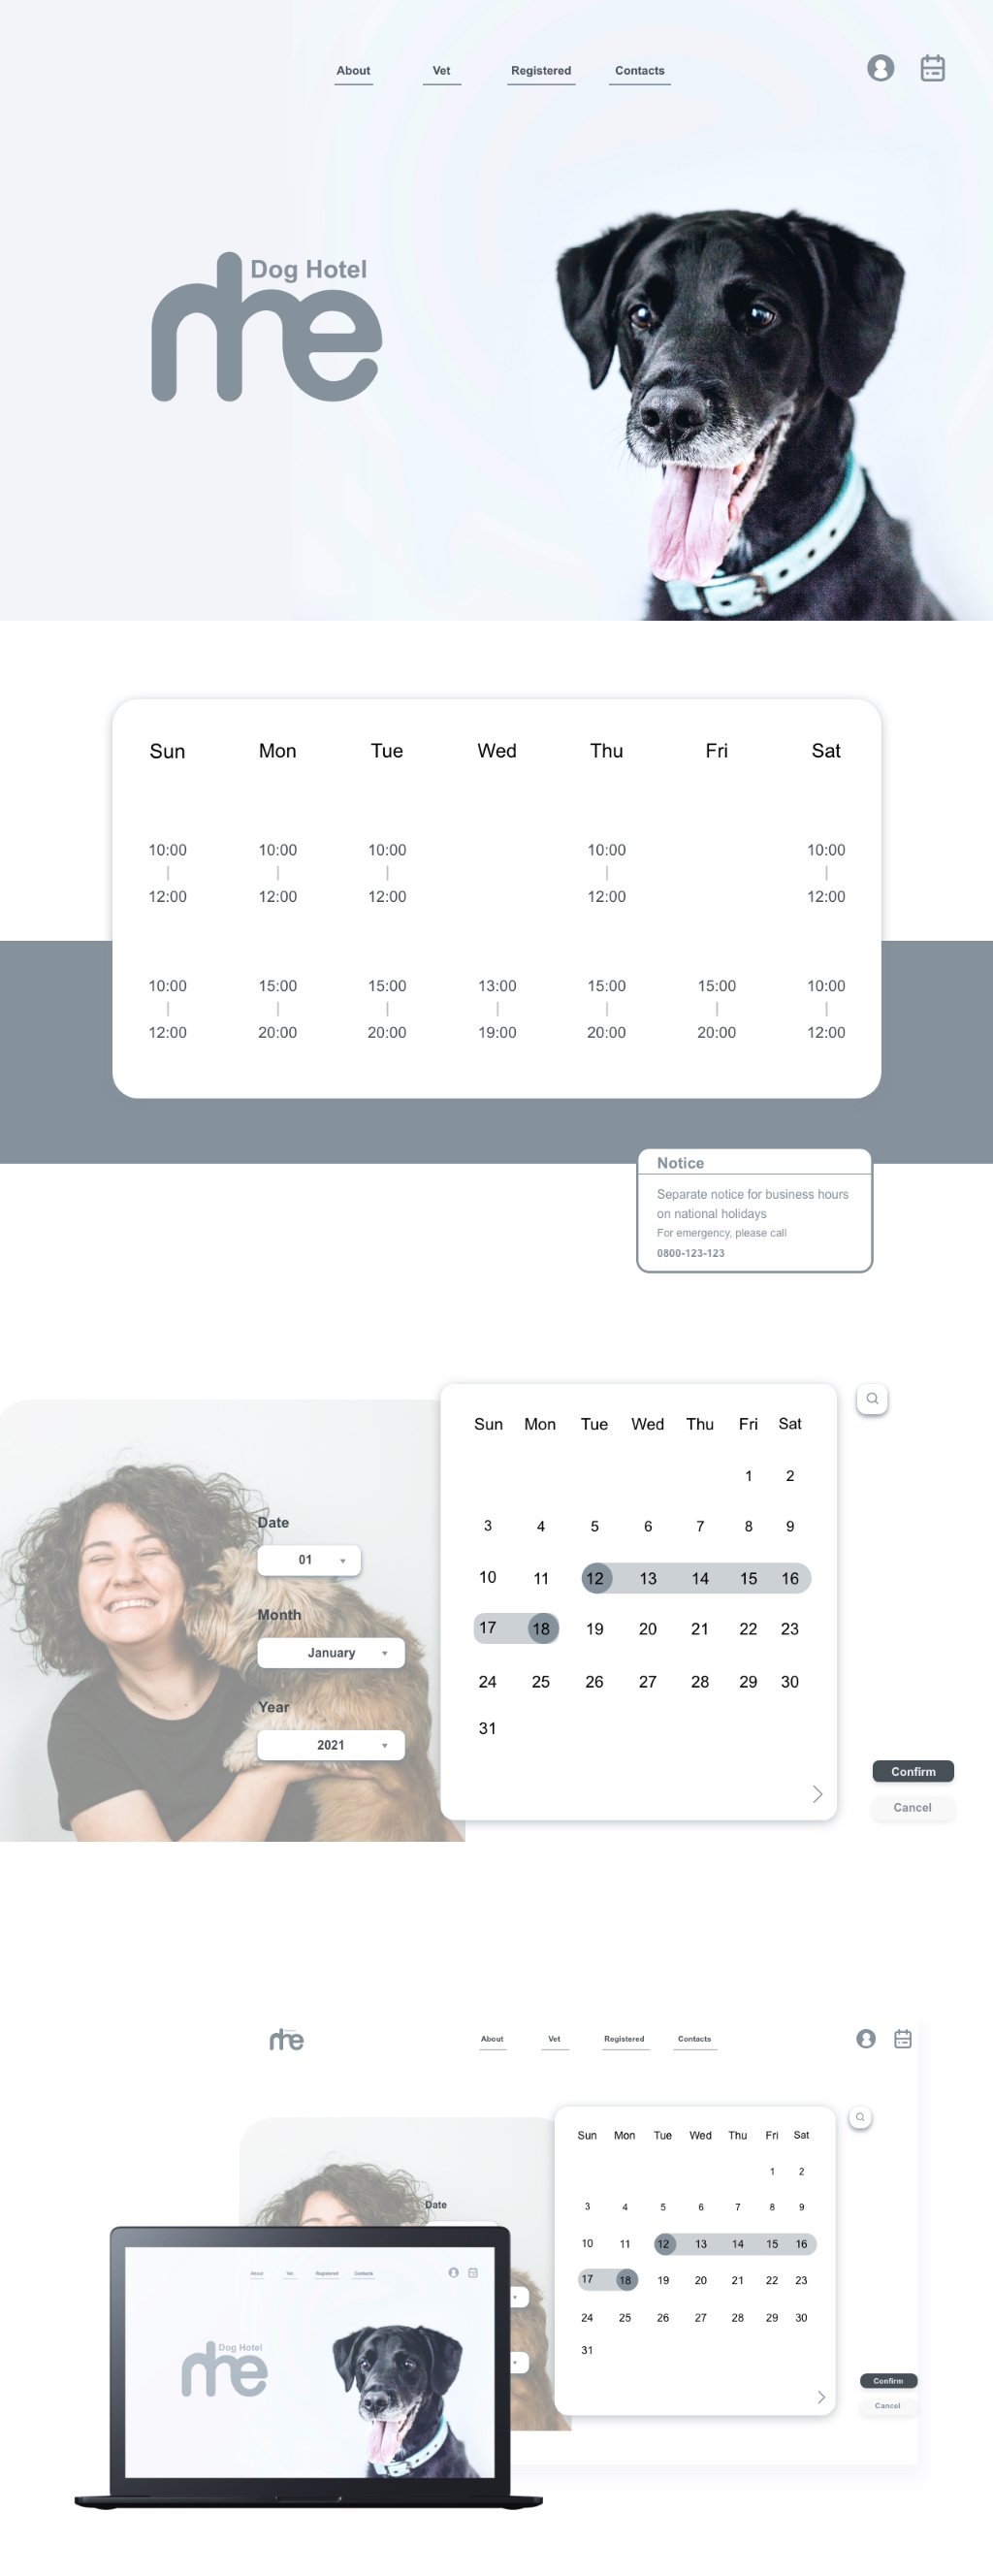 About Vet Registered Contacts
Dog Hotel
me
Sun Mon Tue Wed Thu Fri Sat
10:00 10:00 10:00 10:00 10:00
12:00 12:00 12:00 12:00 12:00
10:00 15:00 15:00 13:00 15:00 15:00 10:00
12:00 20:00 20:00 19:00 20:00 20:00 12:00
Notice
Separate notice for business hours
on national holidays
For emergency, please call
0800-123-123
Date
01
Month
January
Year
2021
Sun Mon Tue Wed Thu Fri Sat
1 2
3 4 5 6 7 8 9
10 11 12 13 14 15 16
17 18 19 20 21 22 23
24 25 26 27 28 29 30
31
Confirm
Cancel
me
About Vet Registered Contacts
Date
Sun Mon Tue Wed Thu Fri Sat
1 2
3 4 5 6 7 8 9
10 11 12 13 14 15 16
17 18 19 20 21 22 23
24 25 26 27 28 29 30
31
Confirm
Cancel
About Vet Registered Contacts
Dog Hotel
me